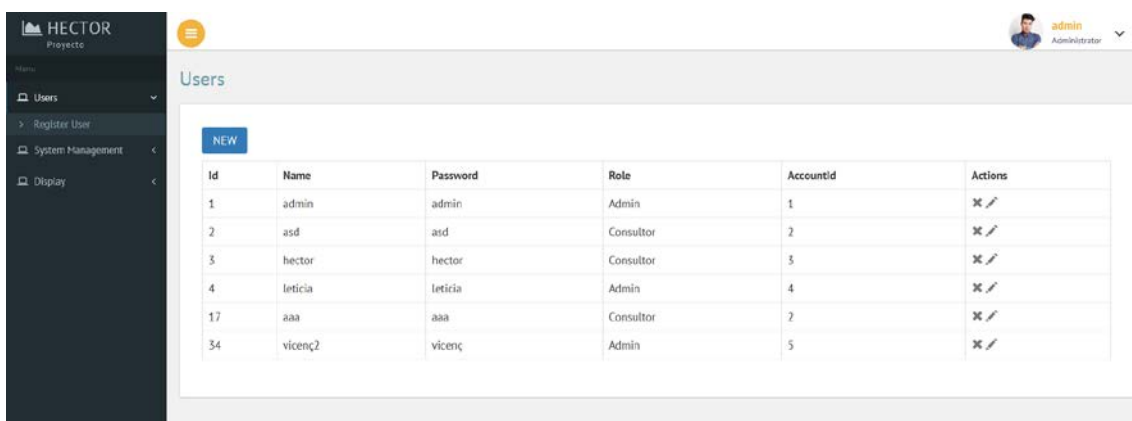 HECTOR
Proyecto
Menu
Users
Register User
System Management
Display
admin
Administrator
Users
NEW
Id Name Password Role AccountId Actions
1 admin admin Admin 1
2 asd asd Consultor 2
3 hector hector Consultor 3
4 leticia leticia Admin 4
17 aaa aaa Consultor 2
34 vicenç2 vicenç Admin 5